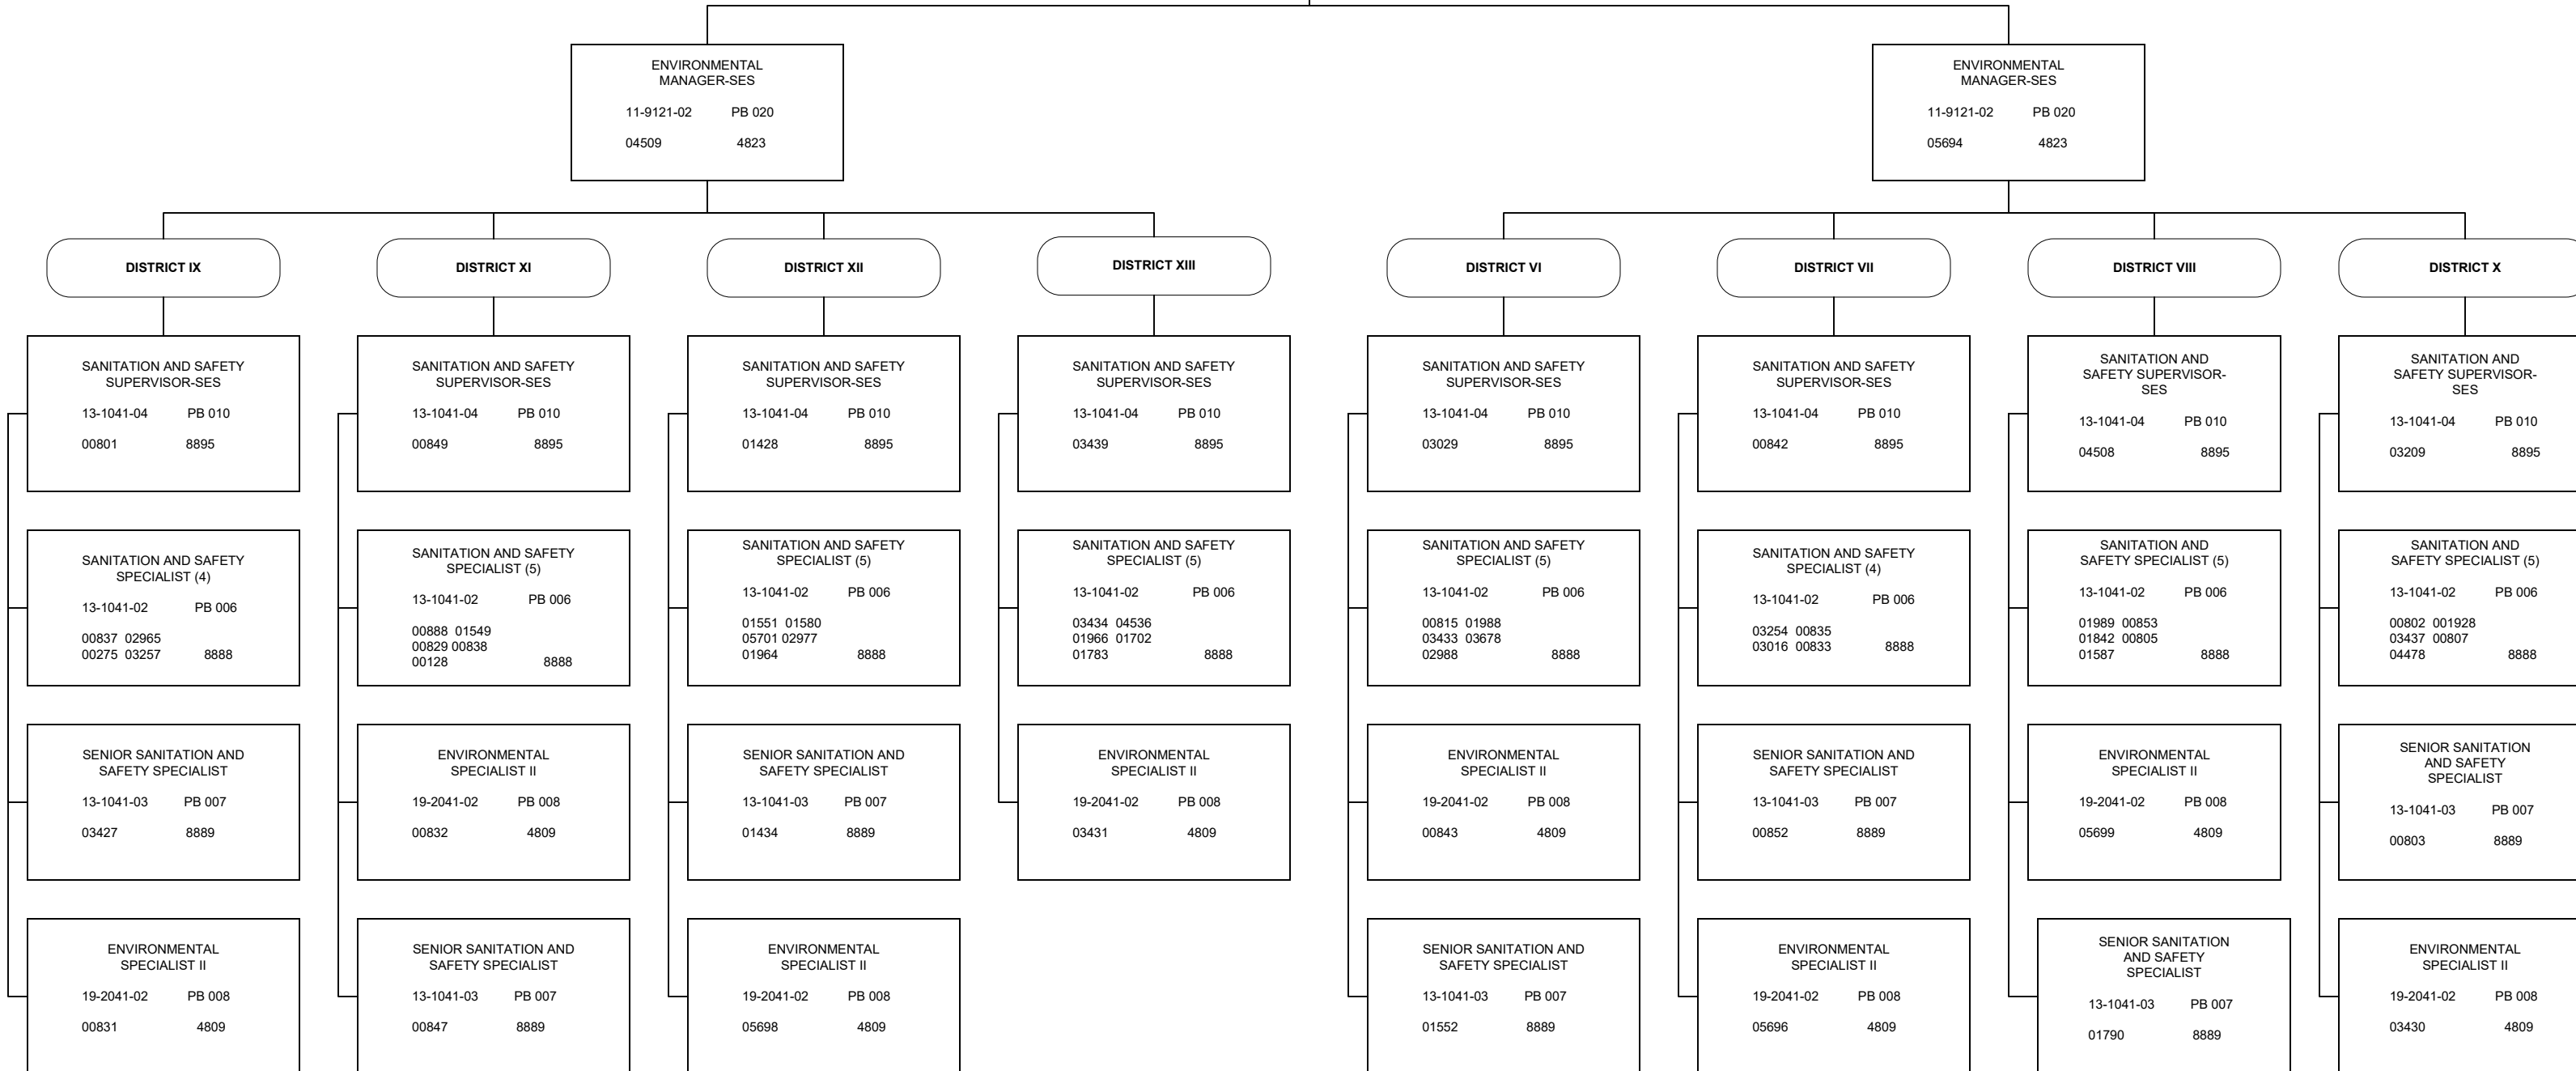 ENVIRONMENTAL
MANAGER-SES
11-9121-02 PB 020
04509 4823
ENVIRONMENTAL
MANAGER-SES
11-9121-02 PB 020
05694 4823
DISTRICT IX
SANITATION AND SAFETY
SUPERVISOR-SES
13-1041-04 PB 010
00801 8895
SANITATION AND SAFETY
SPECIALIST (4)
13-1041-02 PB 006
00837 02965
00275 03257 8888
SENIOR SANITATION AND
SAFETY SPECIALIST
13-1041-03 PB 007
03427 8889
ENVIRONMENTAL
SPECIALIST II
19-2041-02 PB 008
00831 4809
DISTRICT XI
SANITATION AND SAFETY
SUPERVISOR-SES
13-1041-04 PB 010
00849 8895
SANITATION AND SAFETY
SPECIALIST (5)
13-1041-02 PB 006
00888 01549
00829 00838
00128 8888
ENVIRONMENTAL
SPECIALIST II
19-2041-02 PB 008
00832 4809
SENIOR SANITATION AND
SAFETY SPECIALIST
13-1041-03 PB 007
00847 8889
DISTRICT XII
SANITATION AND SAFETY
SUPERVISOR-SES
13-1041-04 PB 010
01428 8895
SANITATION AND SAFETY
SPECIALIST (5)
13-1041-02 PB 006
01551 01580
05701 02977
01964 8888
SENIOR SANITATION AND
SAFETY SPECIALIST
13-1041-03 PB 007
01434 8889
ENVIRONMENTAL
SPECIALIST II
19-2041-02 PB 008
05698 4809
DISTRICT XIII
SANITATION AND SAFETY
SUPERVISOR-SES
13-1041-04 PB 010
03439 8895
SANITATION AND SAFETY
SPECIALIST (5)
13-1041-02 PB 006
03434 04536
01966 01702
01783 8888
ENVIRONMENTAL
SPECIALIST II
19-2041-02 PB 008
03431 4809
DISTRICT VI
SANITATION AND SAFETY
SUPERVISOR-SES
13-1041-04 PB 010
03029 8895
SANITATION AND SAFETY
SPECIALIST (5)
13-1041-02 PB 006
00815 01988
03433 03678
02988 8888
ENVIRONMENTAL
SPECIALIST II
19-2041-02 PB 008
00843 4809
SENIOR SANITATION AND
SAFETY SPECIALIST
13-1041-03 PB 007
01552 8889
DISTRICT VII
SANITATION AND SAFETY
SUPERVISOR-SES
13-1041-04 PB 010
00842 8895
SANITATION AND SAFETY
SPECIALIST (4)
13-1041-02 PB 006
03254 00835
03016 00833 8888
SENIOR SANITATION AND
SAFETY SPECIALIST
13-1041-03 PB 007
00852 8889
ENVIRONMENTAL
SPECIALIST II
19-2041-02 PB 008
05696 4809
DISTRICT VIII
SANITATION AND
SAFETY SUPERVISOR-
SES
13-1041-04 PB 010
04508 8895
SANITATION AND
SAFETY SPECIALIST (5)
13-1041-02 PB 006
01989 00853
01842 00805
01587 8888
ENVIRONMENTAL
SPECIALIST II
19-2041-02 PB 008
05699 4809
SENIOR SANITATION
AND SAFETY
SPECIALIST
13-1041-03 PB 007
01790 8889
DISTRICT X
SANITATION AND
SAFETY SUPERVISOR-
SES
13-1041-04 PB 010
03209 8895
SANITATION AND
SAFETY SPECIALIST (5)
13-1041-02 PB 006
00802 001928
03437 00807
04478 8888
SENIOR SANITATION
AND SAFETY
SPECIALIST
13-1041-03 PB 007
00803 8889
ENVIRONMENTAL
SPECIALIST II
19-2041-02 PB 008
03430 4809